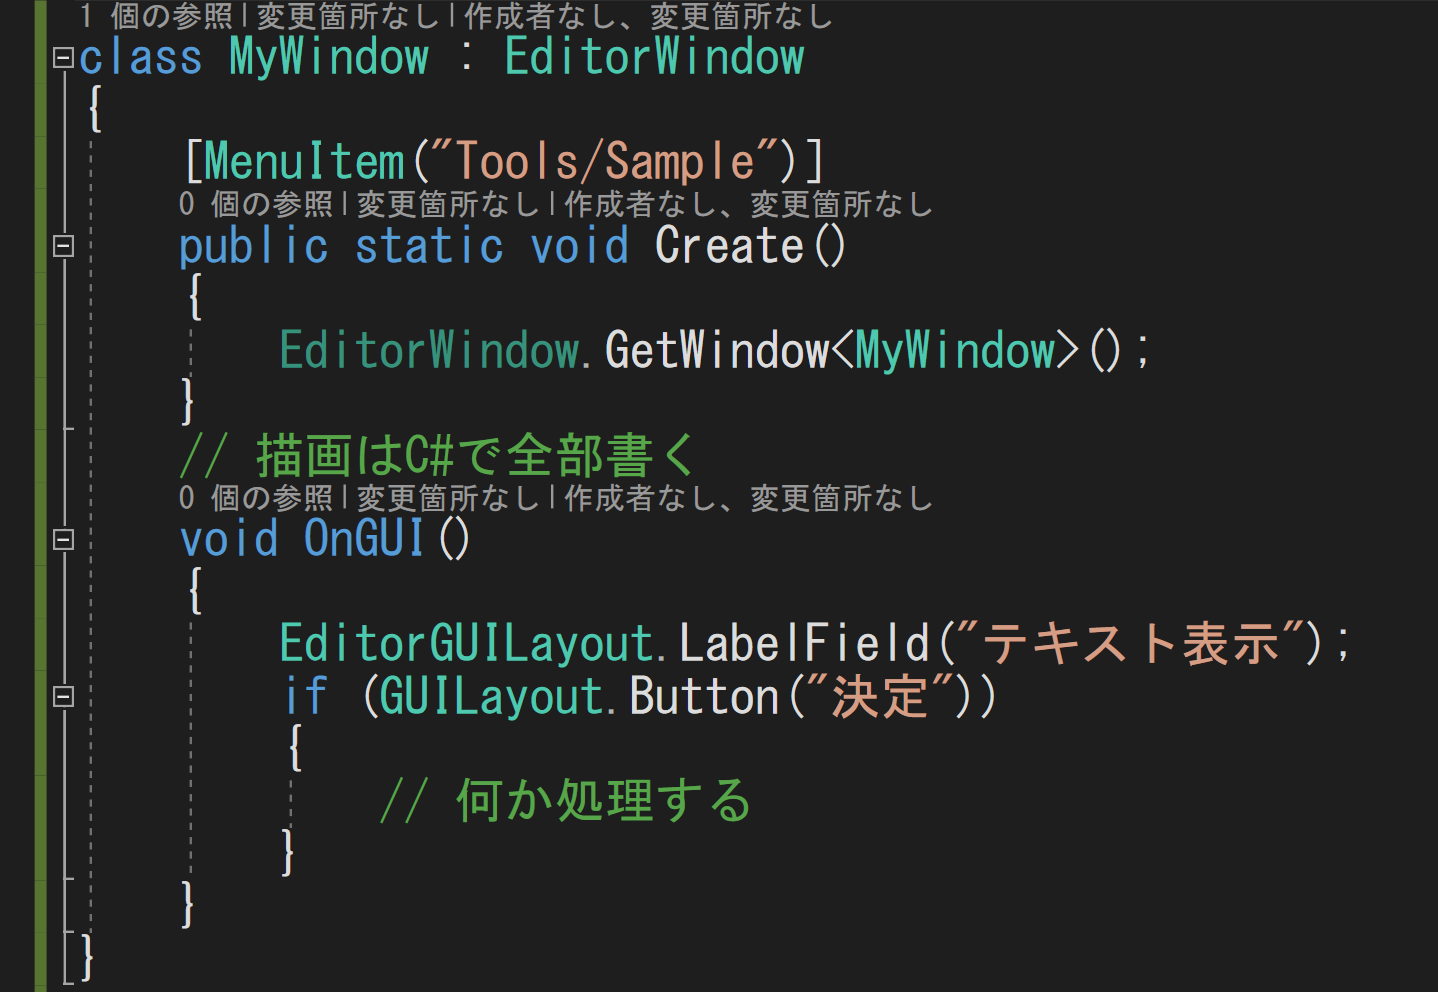 1 個の参照|変更箇所なし|作成者なし、変更箇所なし
class MyWindow : EditorWindow
{
[MenuItem("Tools/Sample")]
0 個の参照|変更箇所なし|作成者なし、変更箇所なし
public static void Create()
{
EditorWindow.GetWindow<MyWindow>();
}
// 描画はC#で全部書く
0 個の参照|変更箇所なし|作成者なし、変更箇所なし
void OnGUI()
{
EditorGUILayout.LabelField("テキスト表示");
if (GUILayout.Button("決定"))
{
// 何か処理する
}
}
}